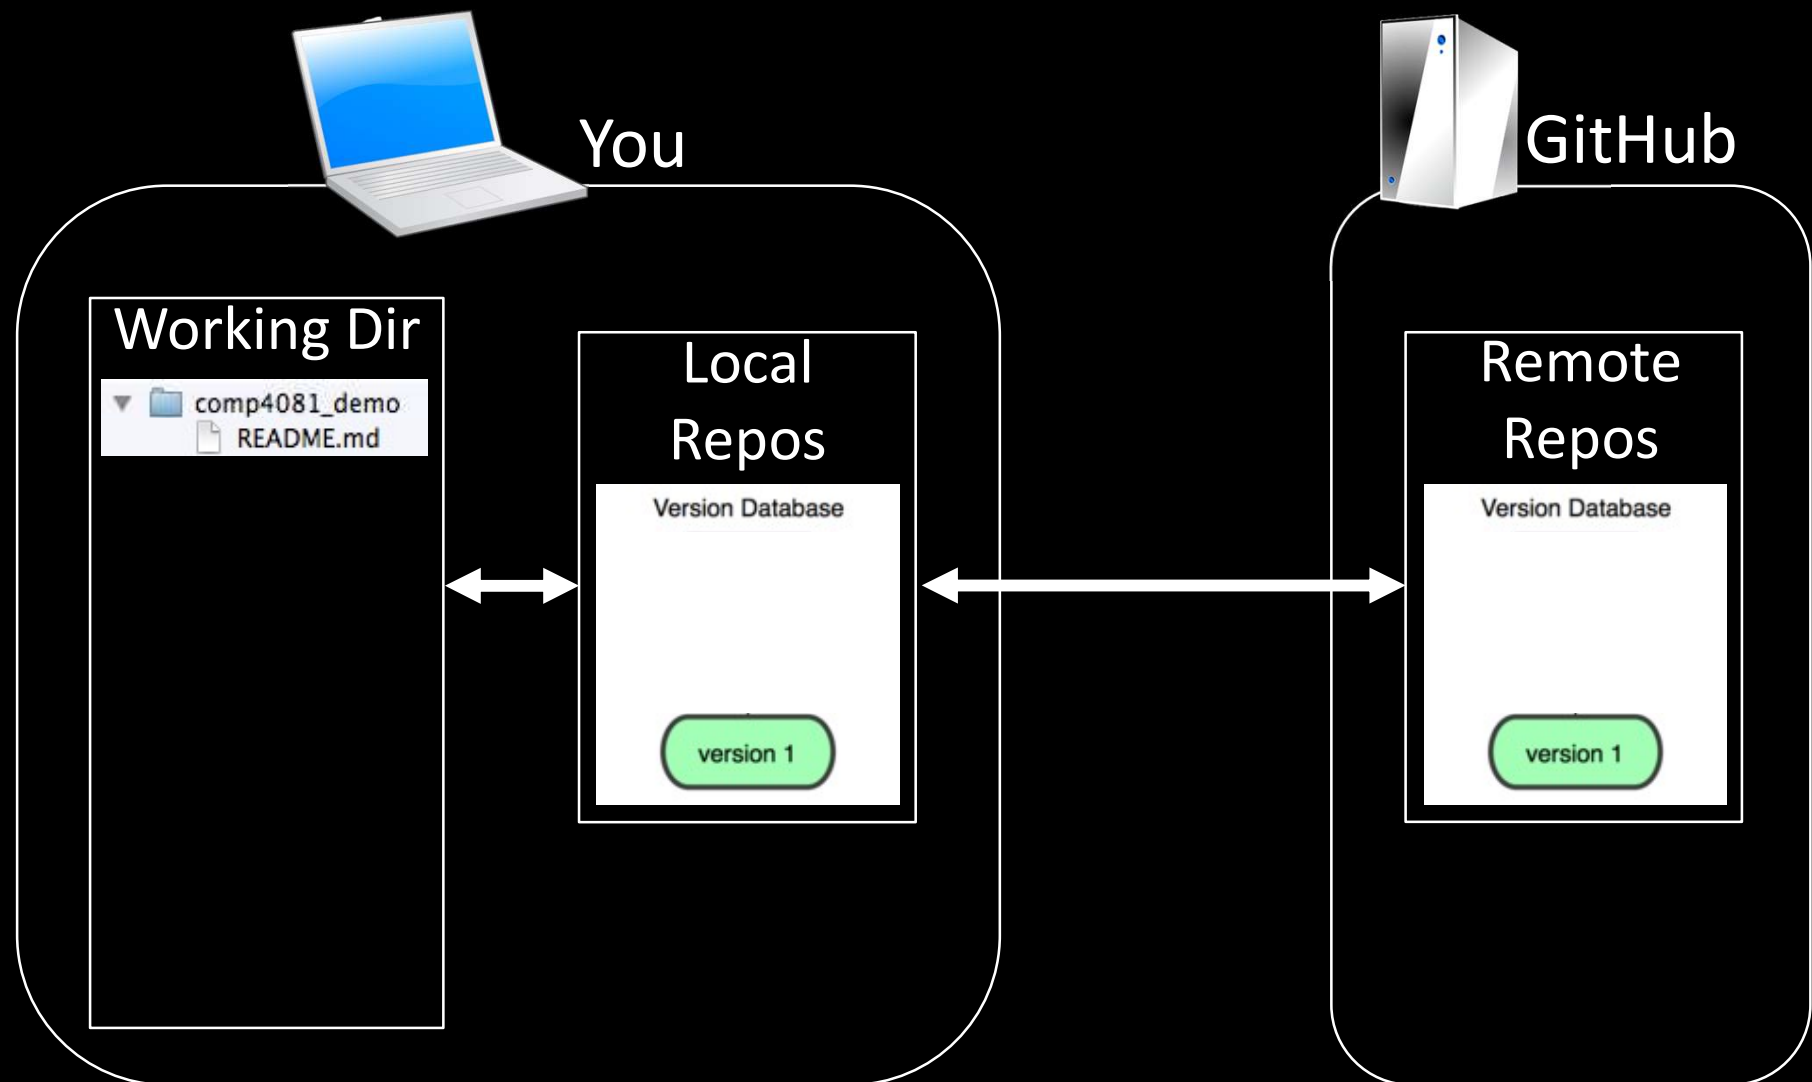 You
GitHub
Working Dir
comp4081_demo
README.md
Local
Repos
Version Database
version 1
Remote
Repos
Version Database
version 1